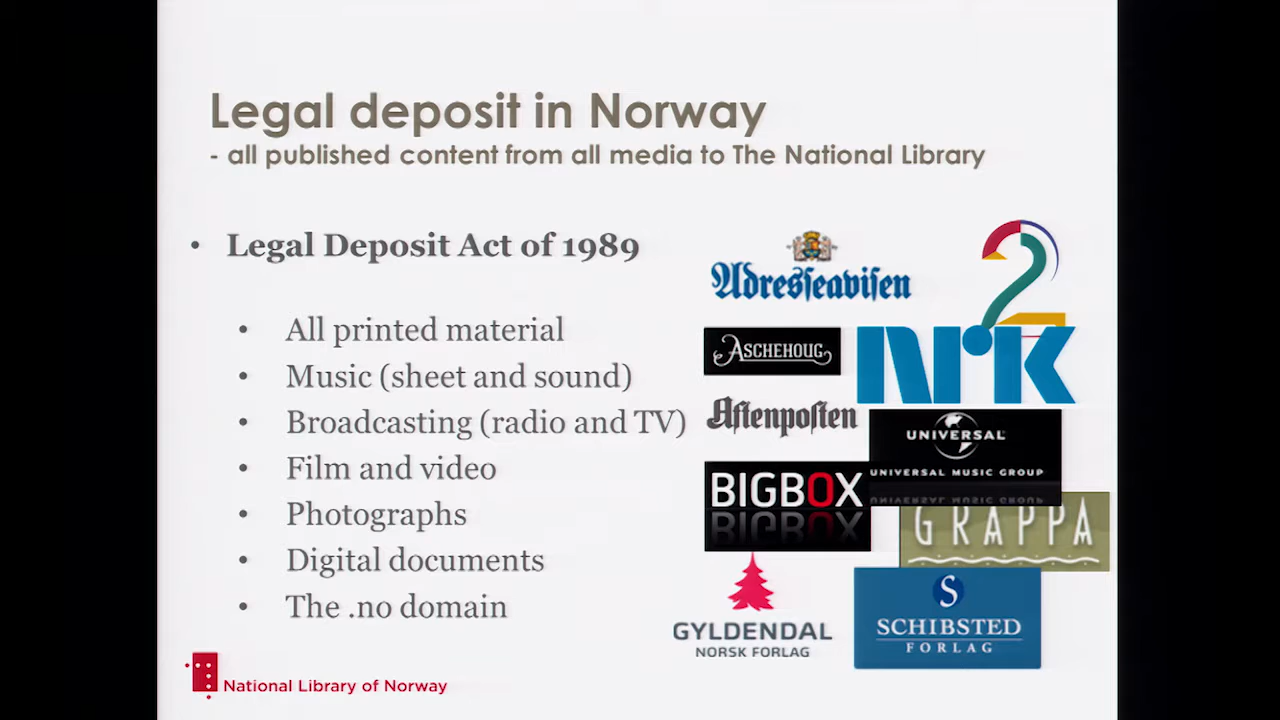 Legal deposit in Norway
- all published content from all media to The National Library
• Legal Deposit Act of 1989
• All printed material
• Music (sheet and sound)
• Broadcasting (radio and TV)
• Film and video
• Photographs
• Digital documents
• The .no domain
Adresseavisen
2
ASCHEHOUG
NRK
Aftenposten
UNIVERSAL
UNIVERSAL MUSIC GROUP
BIGBOX
GRAPPA
GYLDENDAL
NORSK FORLAG
S
SCHIBSTED
FORLAG
National Library of Norway